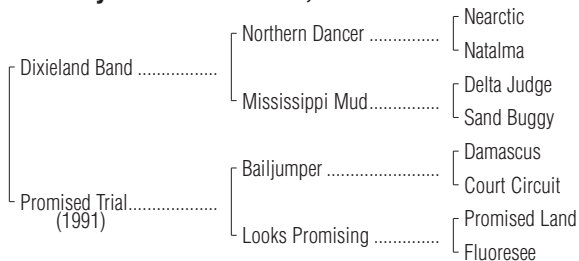 Nearctic
Northern Dancer ...............
Natalma
Dixieland Band .................
Delta Judge
Mississippi Mud...............
Sand Buggy
Damascus
Bailjumper ........................
Court Circuit
Promised Trial...................
(1991)
Promised Land
Looks Promising ..............
Fluoresee